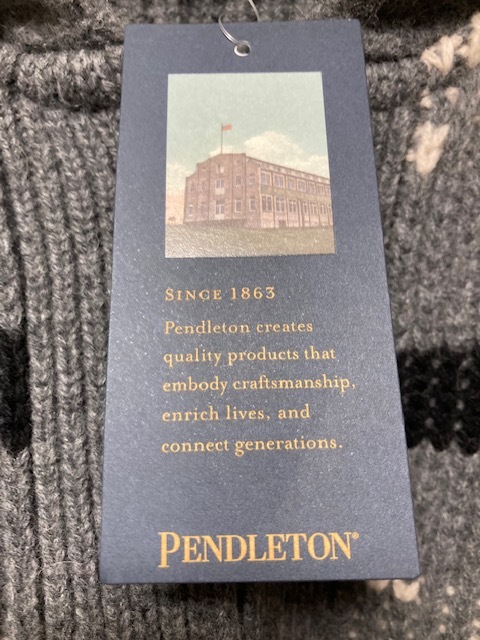 SINCE 1863
Pendleton creates
quality products that
embody craftsmanship,
enrich lives, and
connect generations.
PENDLETON®